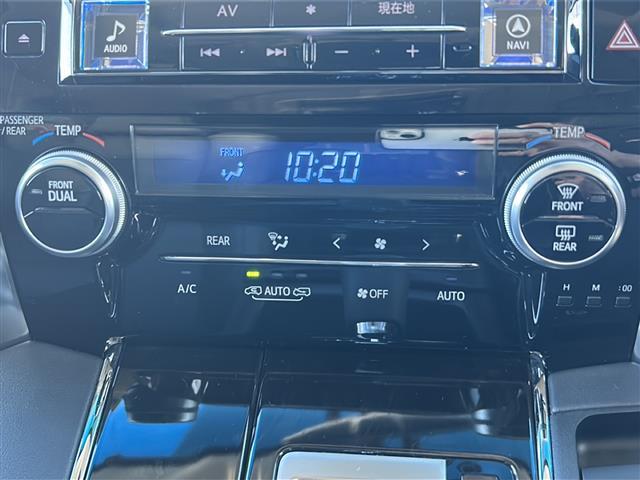 AV
*
現在地
AUDIO
NAVI
− +
PASSENGER
/REAR
TEMP
TEMP
FRONT
10:20
FRONT
DUAL
FRONT
REAR
REAR
A/C
AUTO
OFF
AUTO
H M :00